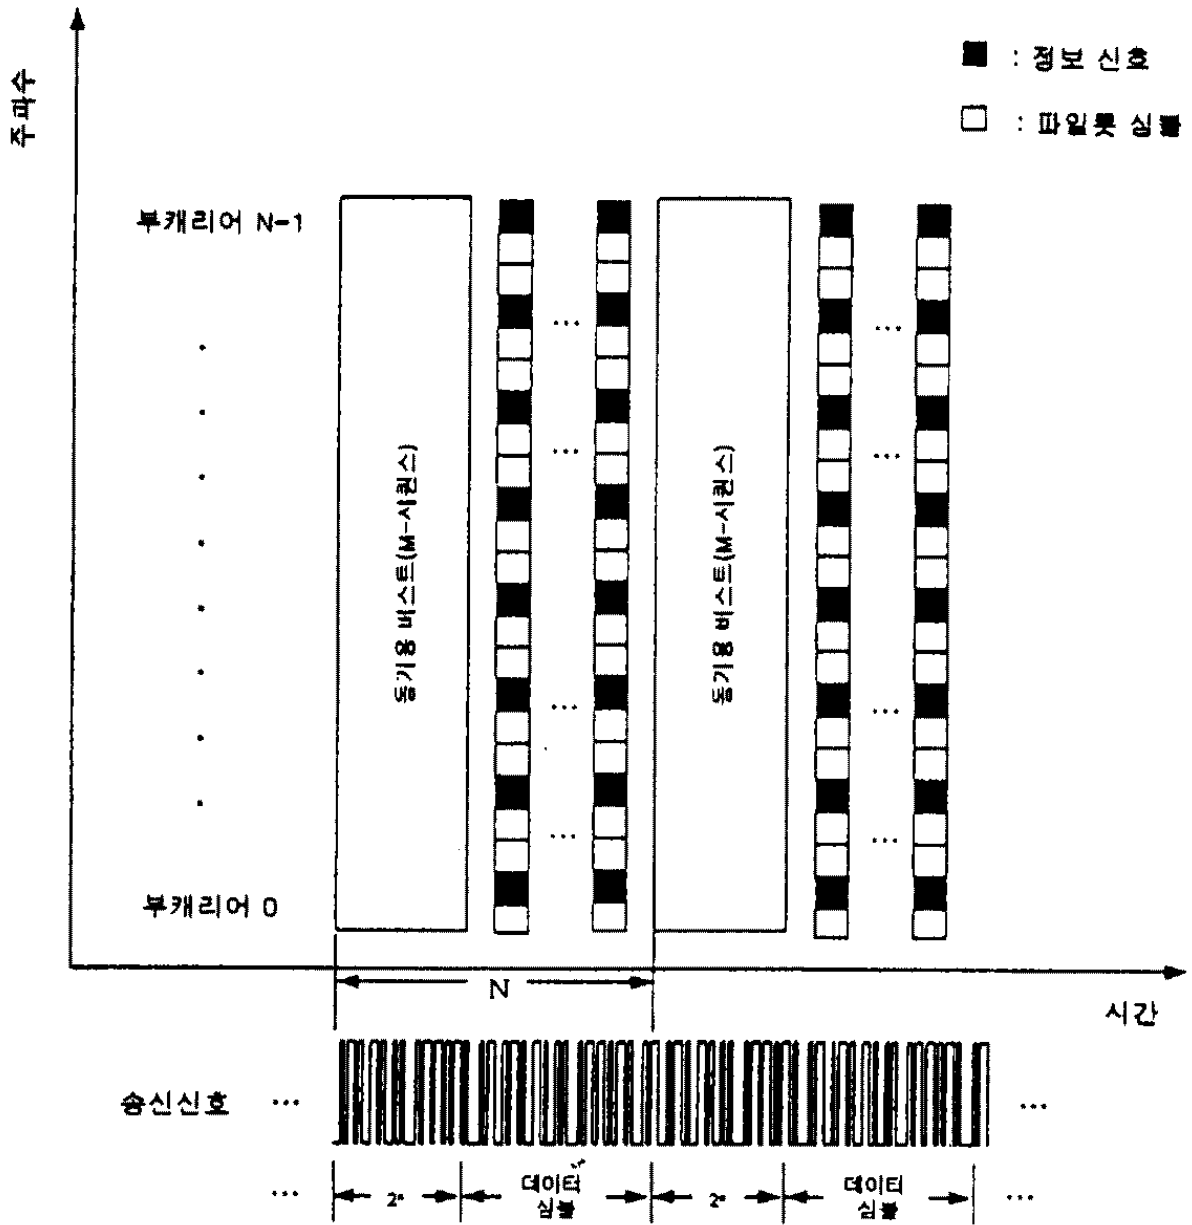 주파수
: 정보 신호
: 파일롯 심볼
부캐리어 N-1
동기용 버스트(M-시퀀스)
...
...
...
...
동기용 버스트(M-시퀀스)
...
...
...
...
부캐리어 0
N
시간
송신신호 ... ...
... 2ⁿ 데이터 심볼 2ⁿ 데이터 심볼 ...